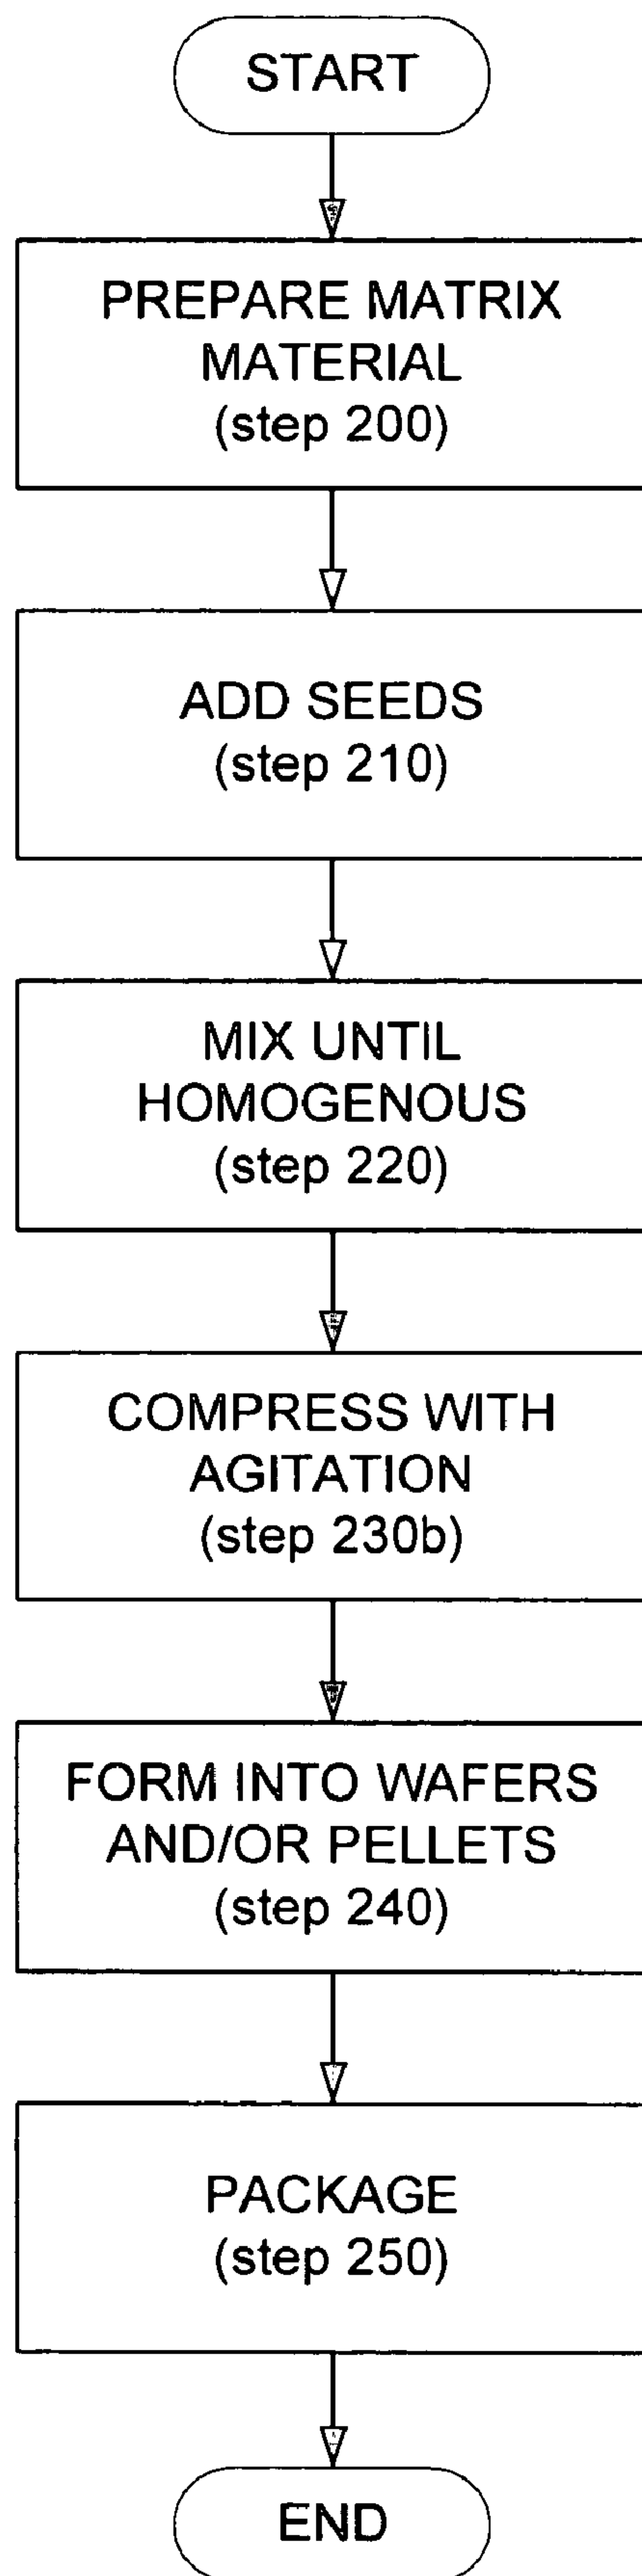 START
PREPARE MATRIX
MATERIAL
(step 200)
ADD SEEDS
(step 210)
MIX UNTIL
HOMOGENOUS
(step 220)
COMPRESS WITH
AGITATION
(step 230b)
FORM INTO WAFERS
AND/OR PELLETS
(step 240)
PACKAGE
(step 250)
END